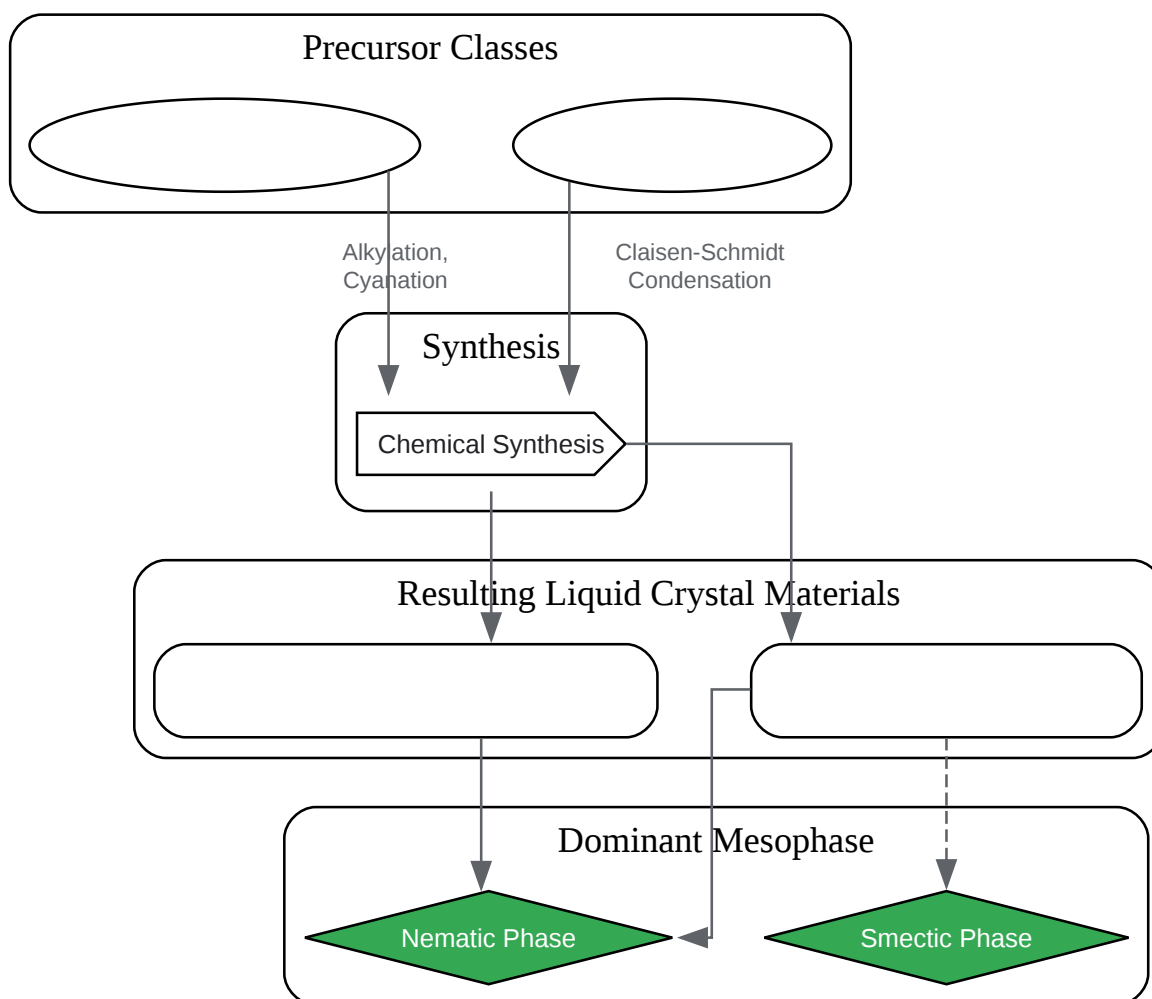 Precursor Classes
Alkylation,
Cyanation
Claisen-Schmidt
Condensation
Synthesis
Chemical Synthesis
Resulting Liquid Crystal Materials
Dominant Mesophase
Nematic Phase
Smectic Phase